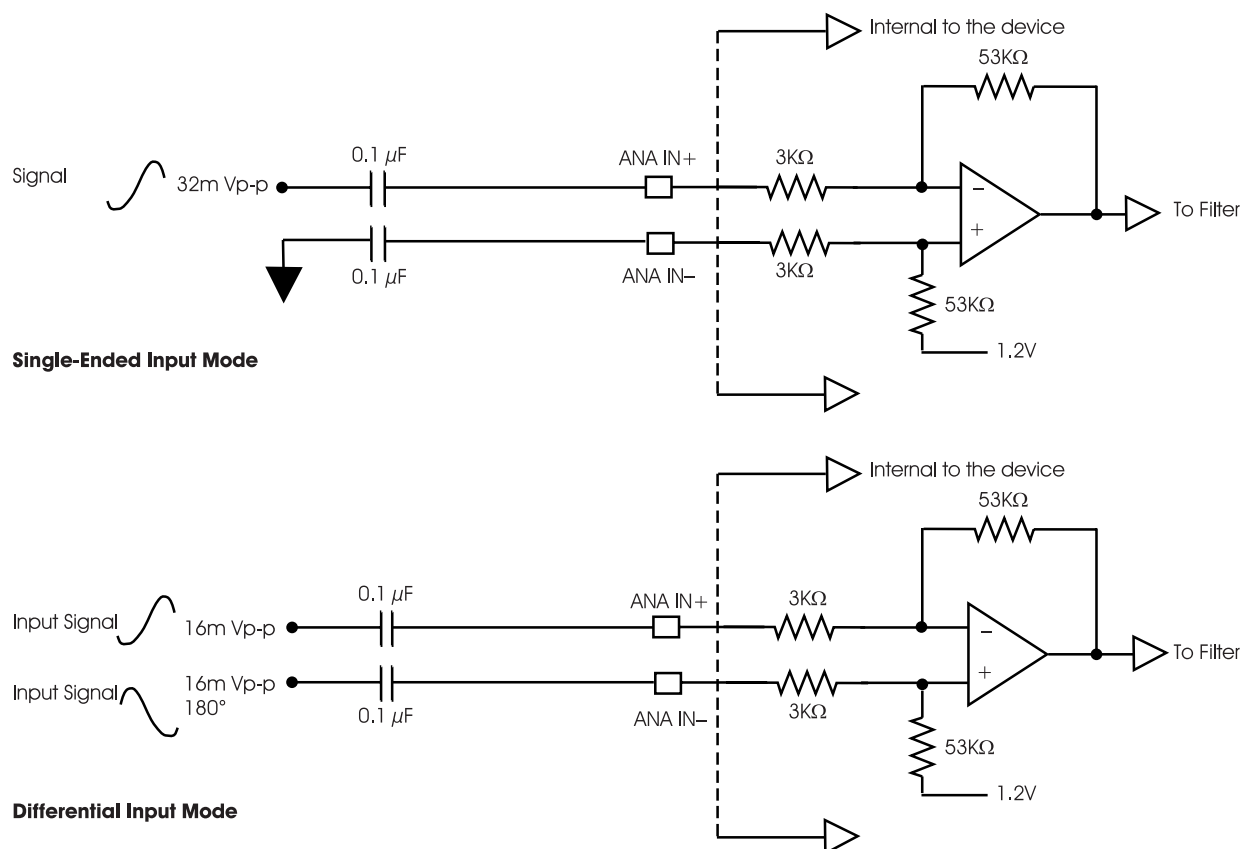 Internal to the device
53KΩ
0.1 µF
ANA IN+
3KΩ
Signal
32m Vp-p
−
To Filter
+
0.1 µF
ANA IN–
3KΩ
53KΩ
Single-Ended Input Mode
1.2V
Internal to the device
53KΩ
0.1 µF
ANA IN+
3KΩ
Input Signal
16m Vp-p
−
To Filter
Input Signal
16m Vp-p
180°
+
0.1 µF
ANA IN–
3KΩ
53KΩ
1.2V
Differential Input Mode